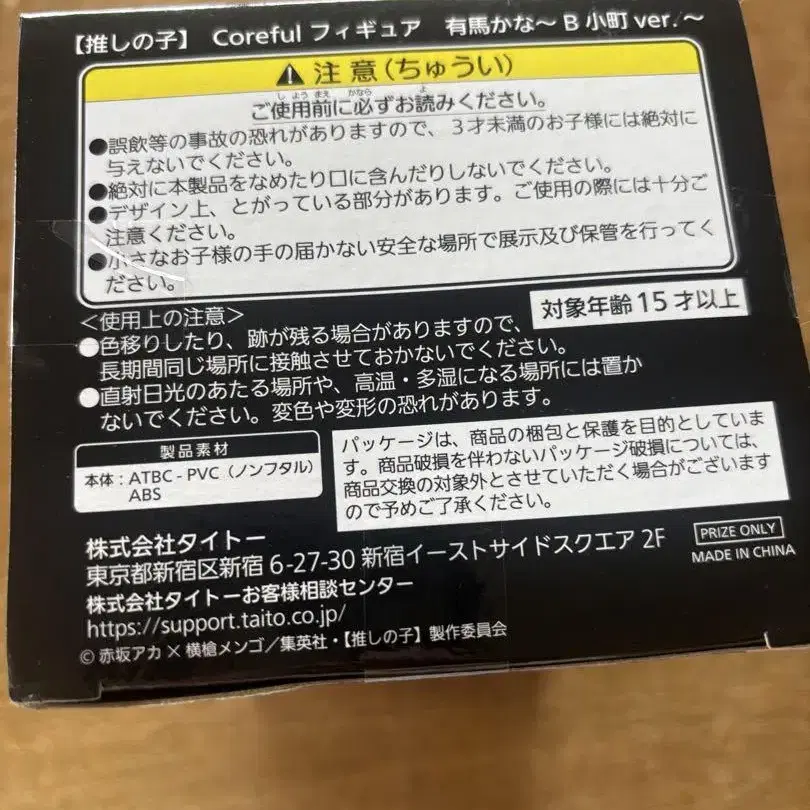 【推しの子】 Coreful フィギュア 有馬かな～B小町ver.～
注意(ちゅうい)
ご使用前に必ずお読みください。
しようまえ かなら よ
●誤飲等の事故の恐れがありますので、3才未満のお子様には絶対に
与えないでください。
●絶対に本製品をなめたり口に含んだりしないでください。
●デザイン上、とがっている部分があります。ご使用の際には十分ご
注意ください。
●小さなお子様の手の届かない安全な場所で展示及び保管を行ってく
ださい。
対象年齢15才以上
＜使用上の注意＞
●色移りしたり、跡が残る場合がありますので、
長期間同じ場所に接触させておかないでください。
●直射日光のあたる場所や、高温・多湿になる場所には置か
ないでください。変色や変形の恐れがあります。
製品素材
本体：ATBC-PVC（ノンフタル）
ABS
パッケージは、商品の梱包と保護を目的としていま
す。商品破損を伴わないパッケージ破損については、
商品交換の対象外とさせていただく場合がございます
ので予めご了承ください。
株式会社タイトー
東京都新宿区新宿 6-27-30 新宿イーストサイドスクエア 2F
株式会社タイトーお客様相談センター
https://support.taito.co.jp/
© 赤坂アカ×横槍メンゴ／集英社・【推しの子】製作委員会
PRIZE ONLY
MADE IN CHINA